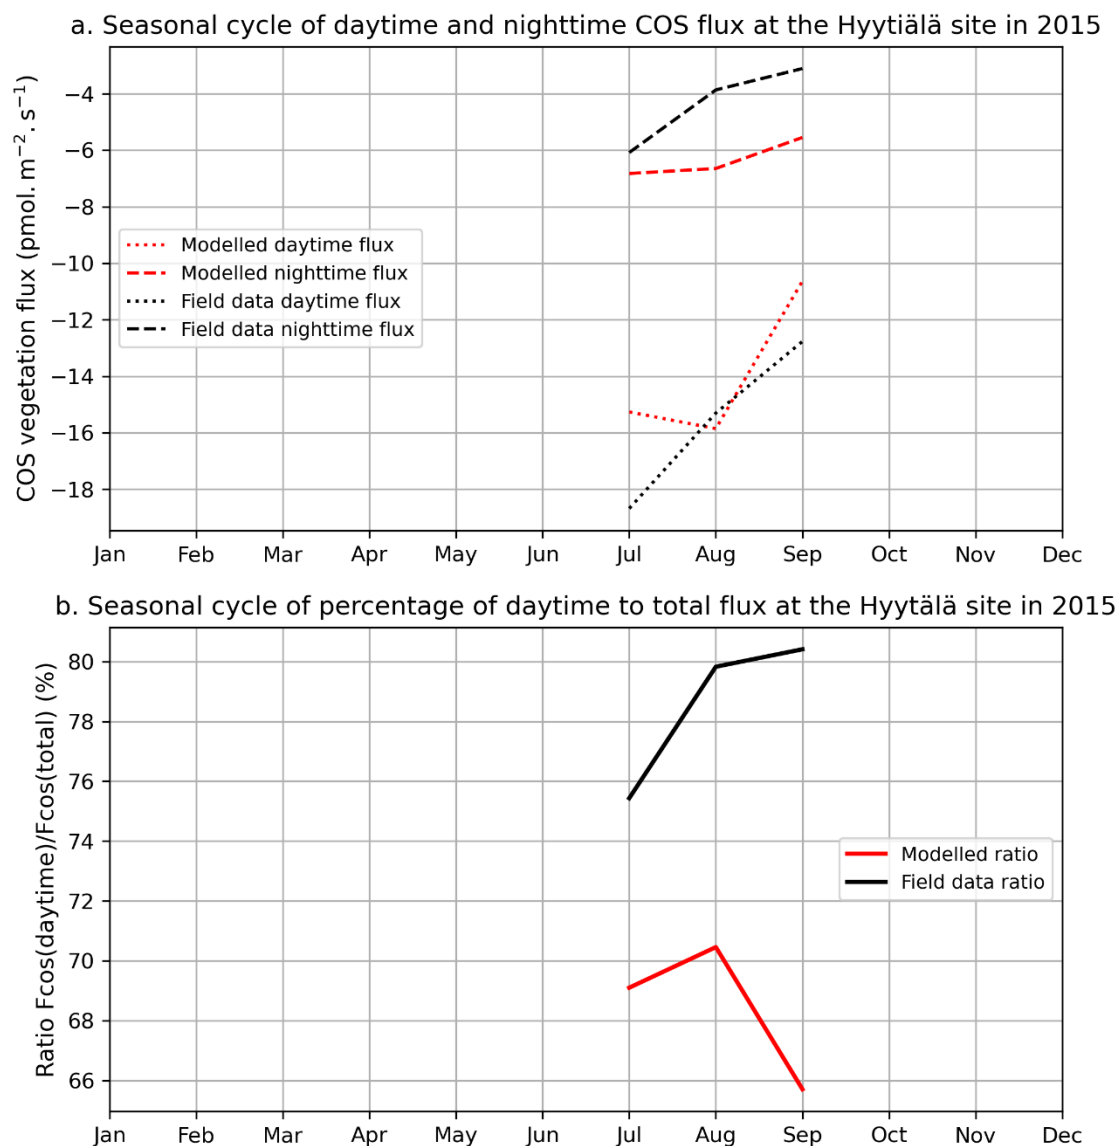 a. Seasonal cycle of daytime and nighttime COS flux at the Hyytiälä site in 2015
COS vegetation flux (pmol. m⁻². s⁻¹)
−4
−6
−8
−10
−12
−14
−16
−18
Modelled daytime flux
Modelled nighttime flux
Field data daytime flux
Field data nighttime flux
Jan Feb Mar Apr May Jun Jul Aug Sep Oct Nov Dec
b. Seasonal cycle of percentage of daytime to total flux at the Hyytälä site in 2015
Ratio Fcos(daytime)/Fcos(total) (%)
80
78
76
74
72
70
68
66
Modelled ratio
Field data ratio
Jan Feb Mar Apr May Jun Jul Aug Sep Oct Nov Dec